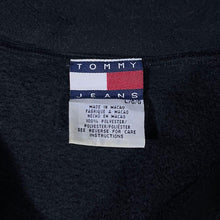 TOMMY
JEANS
MADE IN MACAO
FABRIQUE A MACAO
HECHO EN MACAO
100% POLYESTER/
POLYESTER/POLIESTER
SEE REVERSE FOR CARE
INSTRUCTIONS